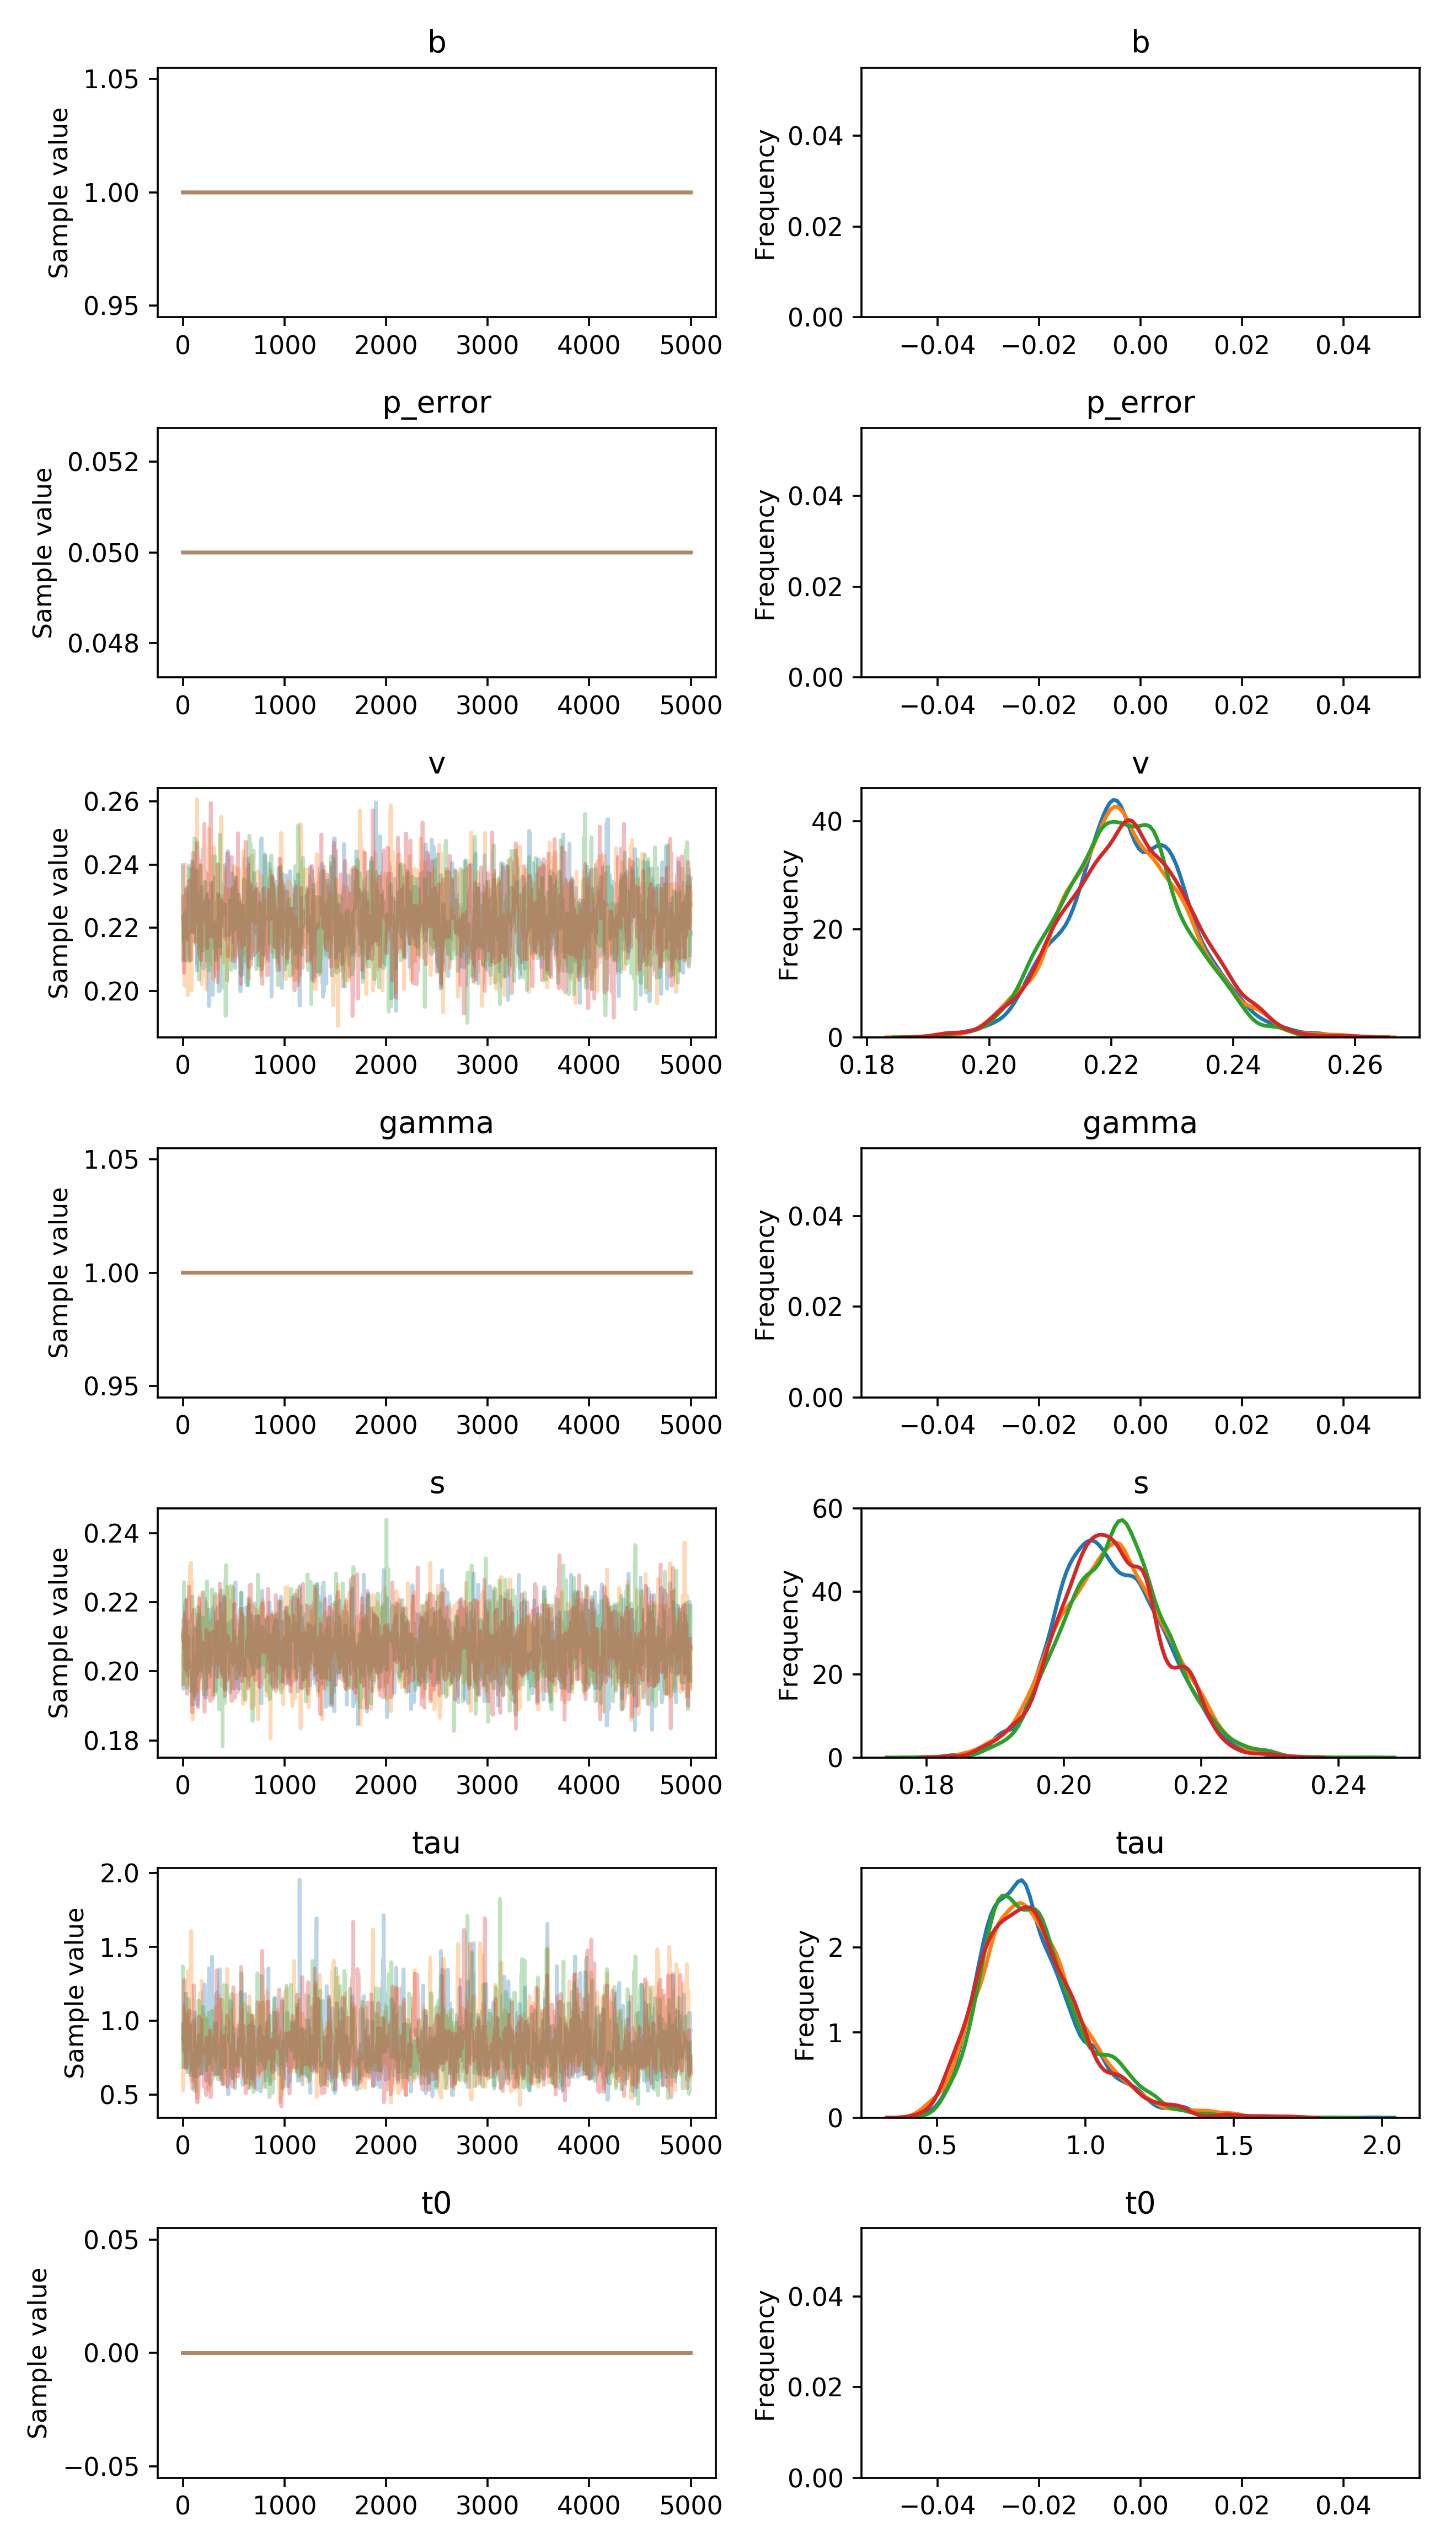 b
b
1.05
1.00
0.95
Sample value
0 1000 2000 3000 4000 5000
0.04
0.02
0.00
Frequency
−0.04 −0.02 0.00 0.02 0.04
p_error
p_error
0.052
0.050
0.048
Sample value
0 1000 2000 3000 4000 5000
0.04
0.02
0.00
Frequency
−0.04 −0.02 0.00 0.02 0.04
v
v
0.26
0.24
0.22
0.20
Sample value
0 1000 2000 3000 4000 5000
40
20
0
Frequency
0.18 0.20 0.22 0.24 0.26
gamma
gamma
1.05
1.00
0.95
Sample value
0 1000 2000 3000 4000 5000
0.04
0.02
0.00
Frequency
−0.04 −0.02 0.00 0.02 0.04
s
s
0.24
0.22
0.20
0.18
Sample value
0 1000 2000 3000 4000 5000
60
40
20
0
Frequency
0.18 0.20 0.22 0.24
tau
tau
2.0
1.5
1.0
0.5
Sample value
0 1000 2000 3000 4000 5000
2
1
0
Frequency
0.5 1.0 1.5 2.0
t0
t0
0.05
0.00
−0.05
Sample value
0 1000 2000 3000 4000 5000
0.04
0.02
0.00
Frequency
−0.04 −0.02 0.00 0.02 0.04